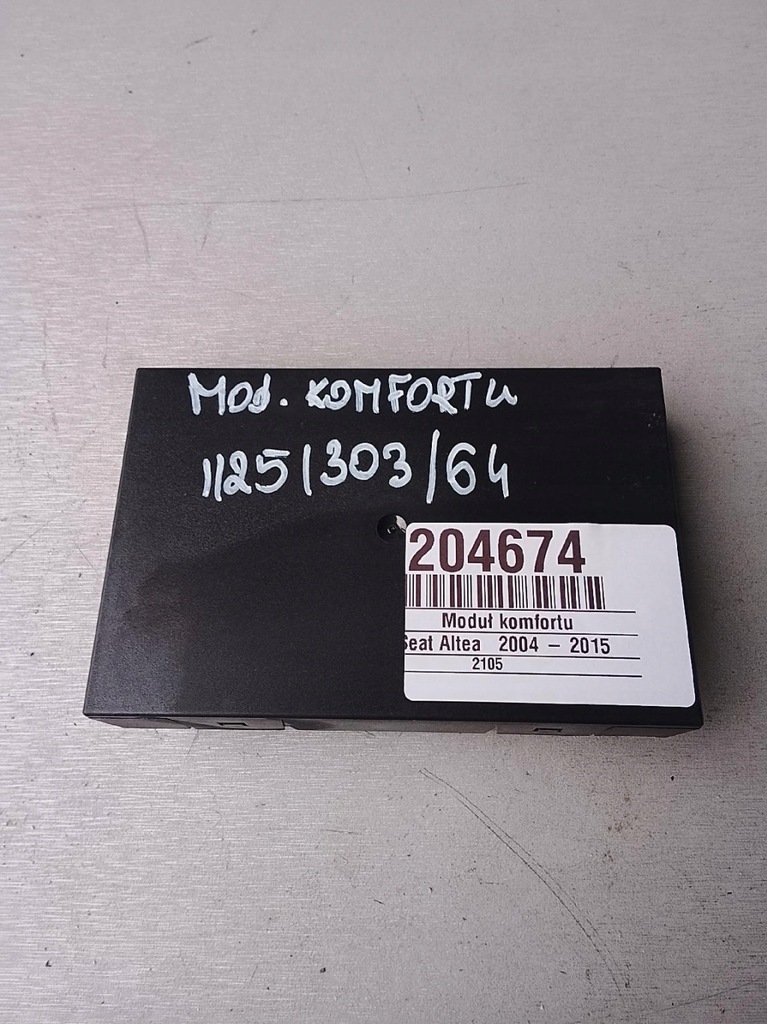 MOD. KOMFORTU
1125/303/64
204674
Moduł komfortu
Seat Altea 2004 – 2015
2105